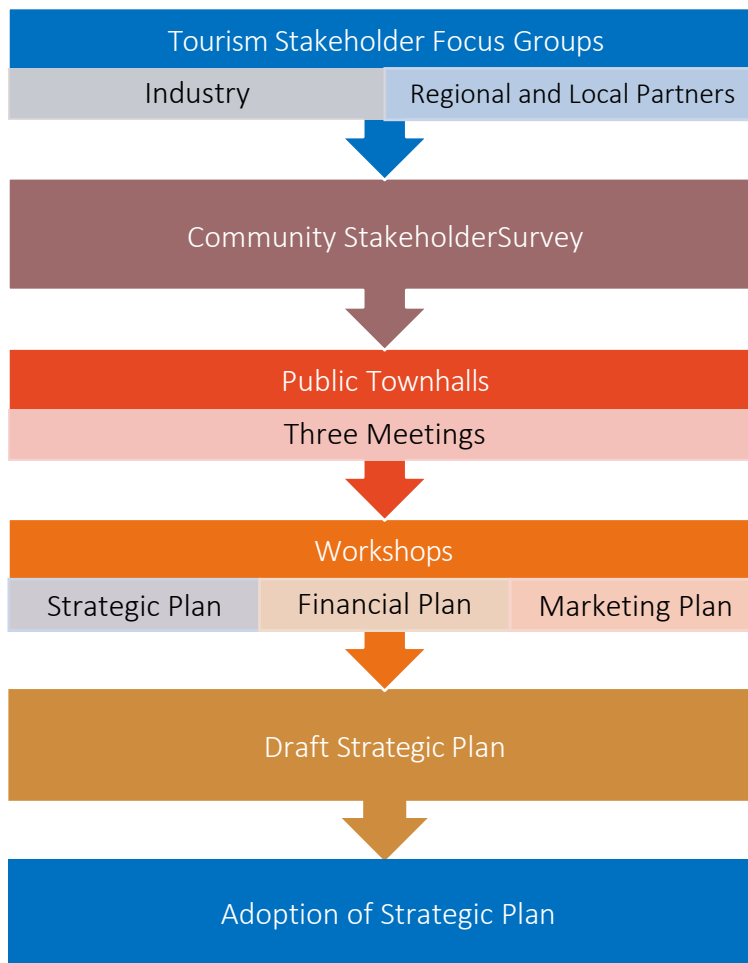 Tourism Stakeholder Focus Groups
Industry
Regional and Local Partners
Community StakeholderSurvey
Public Townhalls
Three Meetings
Workshops
Strategic Plan
Financial Plan
Marketing Plan
Draft Strategic Plan
Adoption of Strategic Plan